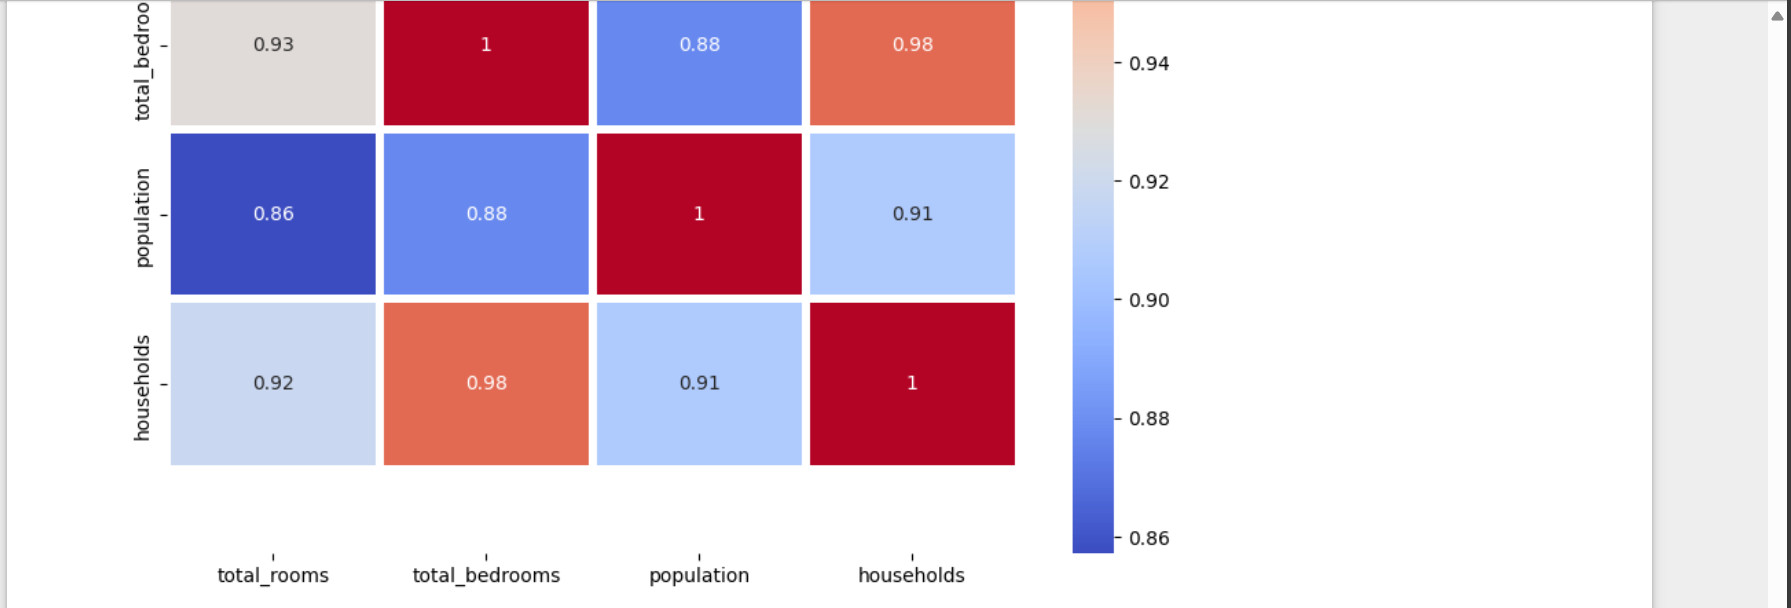 total_bedroo
0.93 1 0.88 0.98
0.94
0.92
population
0.86 0.88 1 0.91
0.90
households
0.92 0.98 0.91 1
0.88
0.86
total_rooms total_bedrooms population households